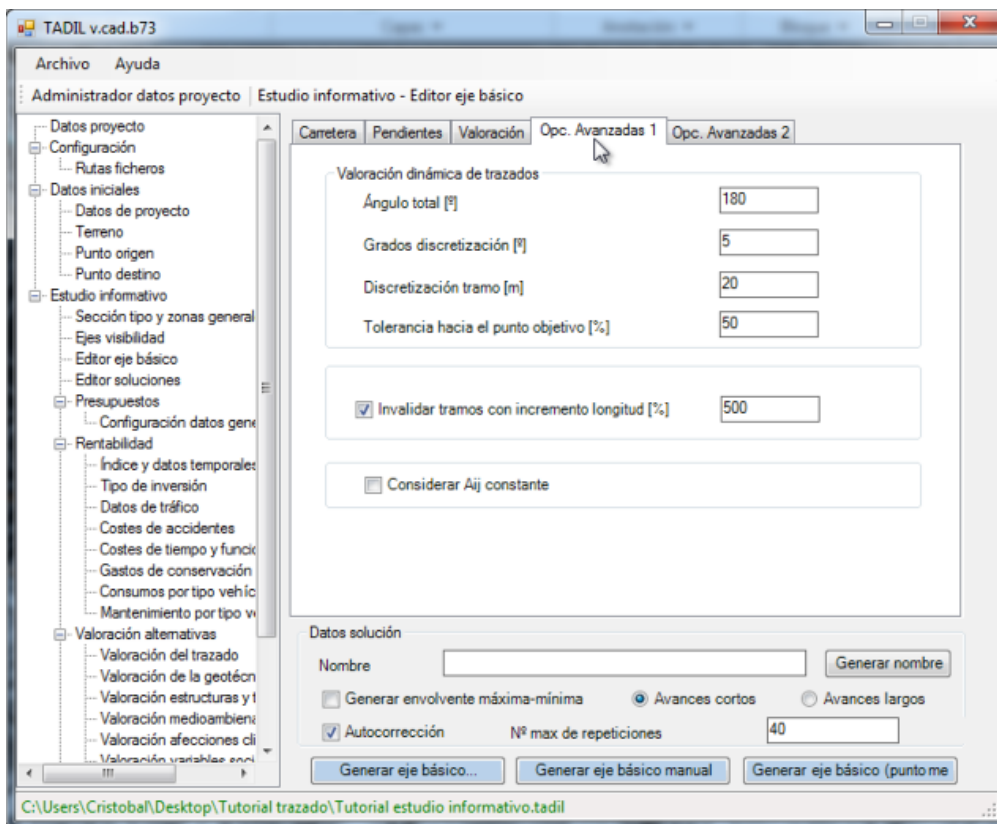 TADIL v.cad.b73
Archivo Ayuda
Administrador datos proyecto Estudio informativo - Editor eje básico
Datos proyecto
Configuración
Rutas ficheros
Datos iniciales
Datos de proyecto
Terreno
Punto origen
Punto destino
Estudio informativo
Sección tipo y zonas general
Ejes visibilidad
Editor eje básico
Editor soluciones
Presupuestos
Configuración datos gene
Rentabilidad
Índice y datos temporales
Tipo de inversión
Datos de tráfico
Costes de accidentes
Costes de tiempo y funcio
Gastos de conservación
Consumos por tipo vehíc
Mantenimiento por tipo ve
Valoración alternativas
Valoración del trazado
Valoración de la geotécn
Valoración estructuras y t
Valoración medioambiena
Valoración afecciones cli
Valoración variables soci
Carretera Pendientes Valoración Opc. Avanzadas 1 Opc. Avanzadas 2
Valoración dinámica de trazados
Ángulo total [º] 180
Grados discretización [º] 5
Discretización tramo [m] 20
Tolerancia hacia el punto objetivo [%] 50
Invalidar tramos con incremento longitud [%] 500
Considerar Aij constante
Datos solución
Nombre Generar nombre
Generar envolvente máxima-mínima Avances cortos Avances largos
Autocorrección Nº max de repeticiones 40
Generar eje básico... Generar eje básico manual Generar eje básico (punto me
C:\Users\Cristobal\Desktop\Tutorial trazado\Tutorial estudio informativo.tadil